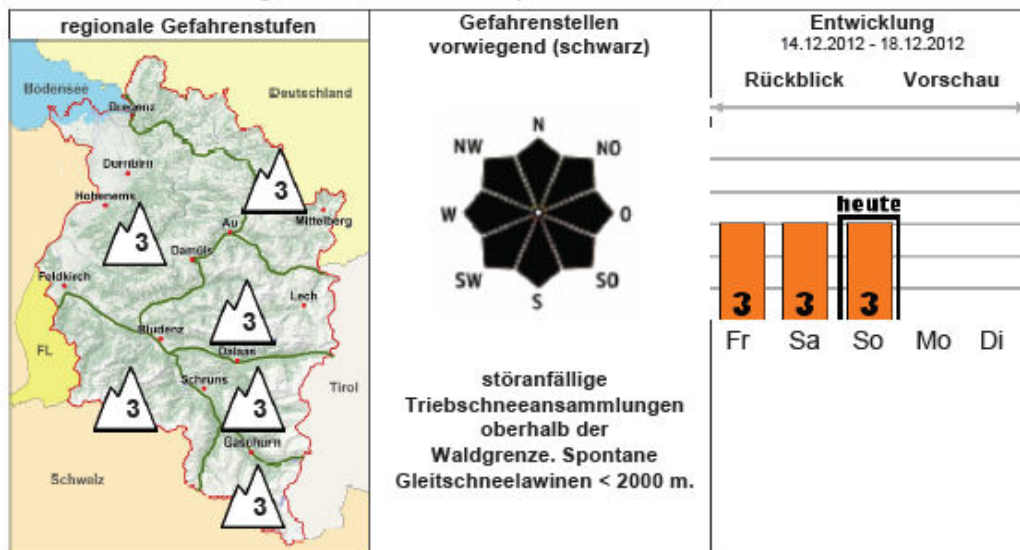 regionale Gefahrenstufen
Bodensee
Deutschland
Bregenz
Dornbirn
3
Hohenems
Mittelberg
3
Au
Damüls
Feldkirch
Lech
3
Bludenz
FL
Dalaas
Schruns
Tirol
3
3
Gaschurn
Schweiz
3
Gefahrenstellen
vorwiegend (schwarz)
N
NW
NO
W
O
SW
SO
S
störanfällige
Triebschneeansammlungen
oberhalb der
Waldgrenze. Spontane
Gleitschneelawinen < 2000 m.
Entwicklung
14.12.2012 - 18.12.2012
Rückblick Vorschau
heute
3 3 3
Fr Sa So Mo Di